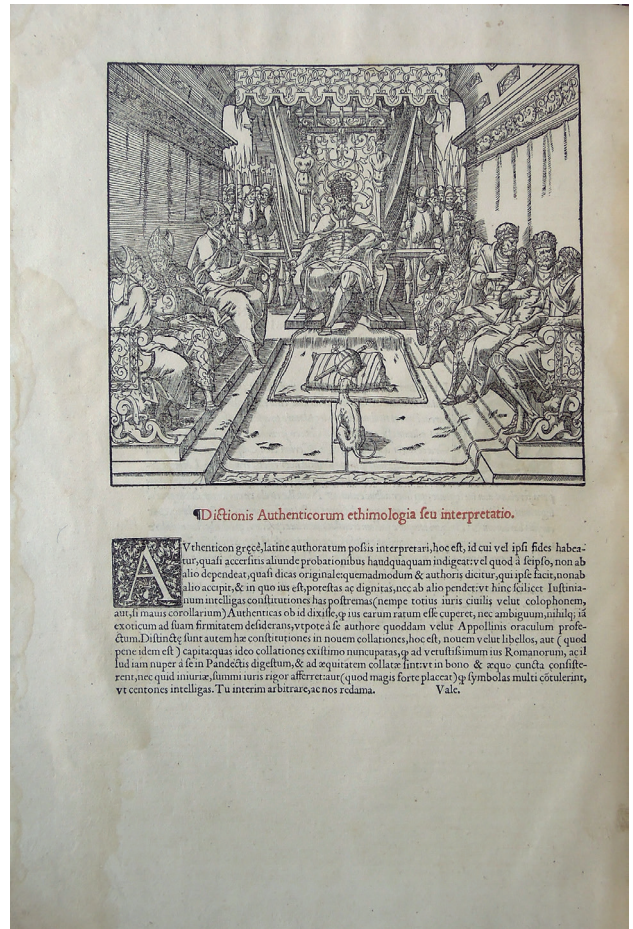 ¶Dictionis Authenticorum ethimologia ſeu interpretatio.
AVthenticon gręcè, latine authoratum poſsis interpretari, hoc eſt, id cui vel ipſi fides habea-
tur, quaſi accerſitis aliunde probationibus haudquaquam indigeat: vel quod à ſeipſo, non ab
alio dependeat, quaſi dicas originale: quemadmodum & authoris dicitur, qui ipſe facit, non ab
alio accipit, & in quo ius eſt, poteſtas ac dignitas, nec ab alio pendet: vt hinc ſcilicet Iuſtinia-
num intelligas conſtitutiones has poſtremas (nempe totius iuris ciuilis velut colophonem,
aut, ſi mauis corollarium) Authenticas ob id dixiſſe, ꝙ ius earum ratum eſſe cuperet, nec ambiguum, nihilq; iā
exoticum ad ſuam firmitatem deſiderans, vtpote à ſe authore quoddam velut Appollinis oraculum profe-
ctum. Diſtinctę ſunt autem hæ conſtitutiones in nouem collationes, hoc eſt, nouem velut libellos, aut (quod
pene idem eſt) capita: quas ideo collationes exiſtimo nuncupatas, ꝙ ad vetuſtiſsimum ius Romanorum, ac il
lud iam nuper à ſe in Pandectis digeſtum, & ad æquitatem collatæ ſint: vt in bono & æquo cuncta conſiſte-
rent, nec quid iniuriæ, ſummi iuris rigor afferret: aut (quod magis forte placeat) ꝙ ſymbolas multi cōtulerint,
vt centones intelligas. Tu interim arbitrare, ac nos redama. Vale.